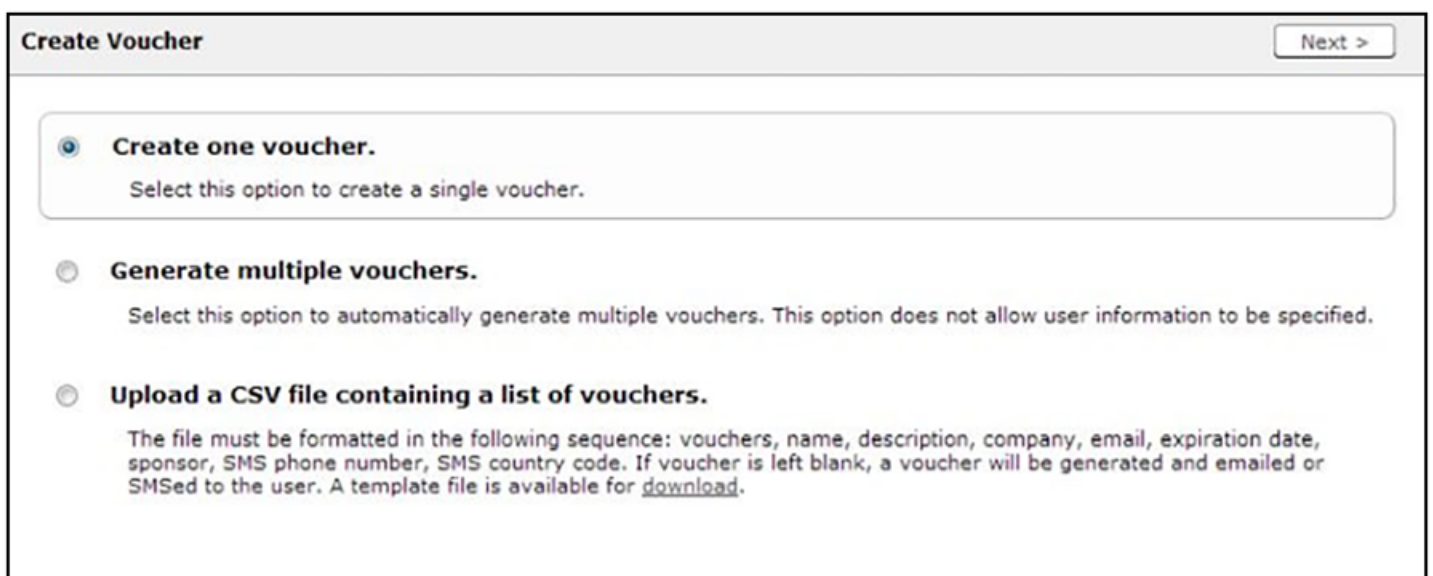 Create Voucher
Next >
Create one voucher.
Select this option to create a single voucher.
Generate multiple vouchers.
Select this option to automatically generate multiple vouchers. This option does not allow user information to be specified.
Upload a CSV file containing a list of vouchers.
The file must be formatted in the following sequence: vouchers, name, description, company, email, expiration date,
sponsor, SMS phone number, SMS country code. If voucher is left blank, a voucher will be generated and emailed or
SMSed to the user. A template file is available for download.